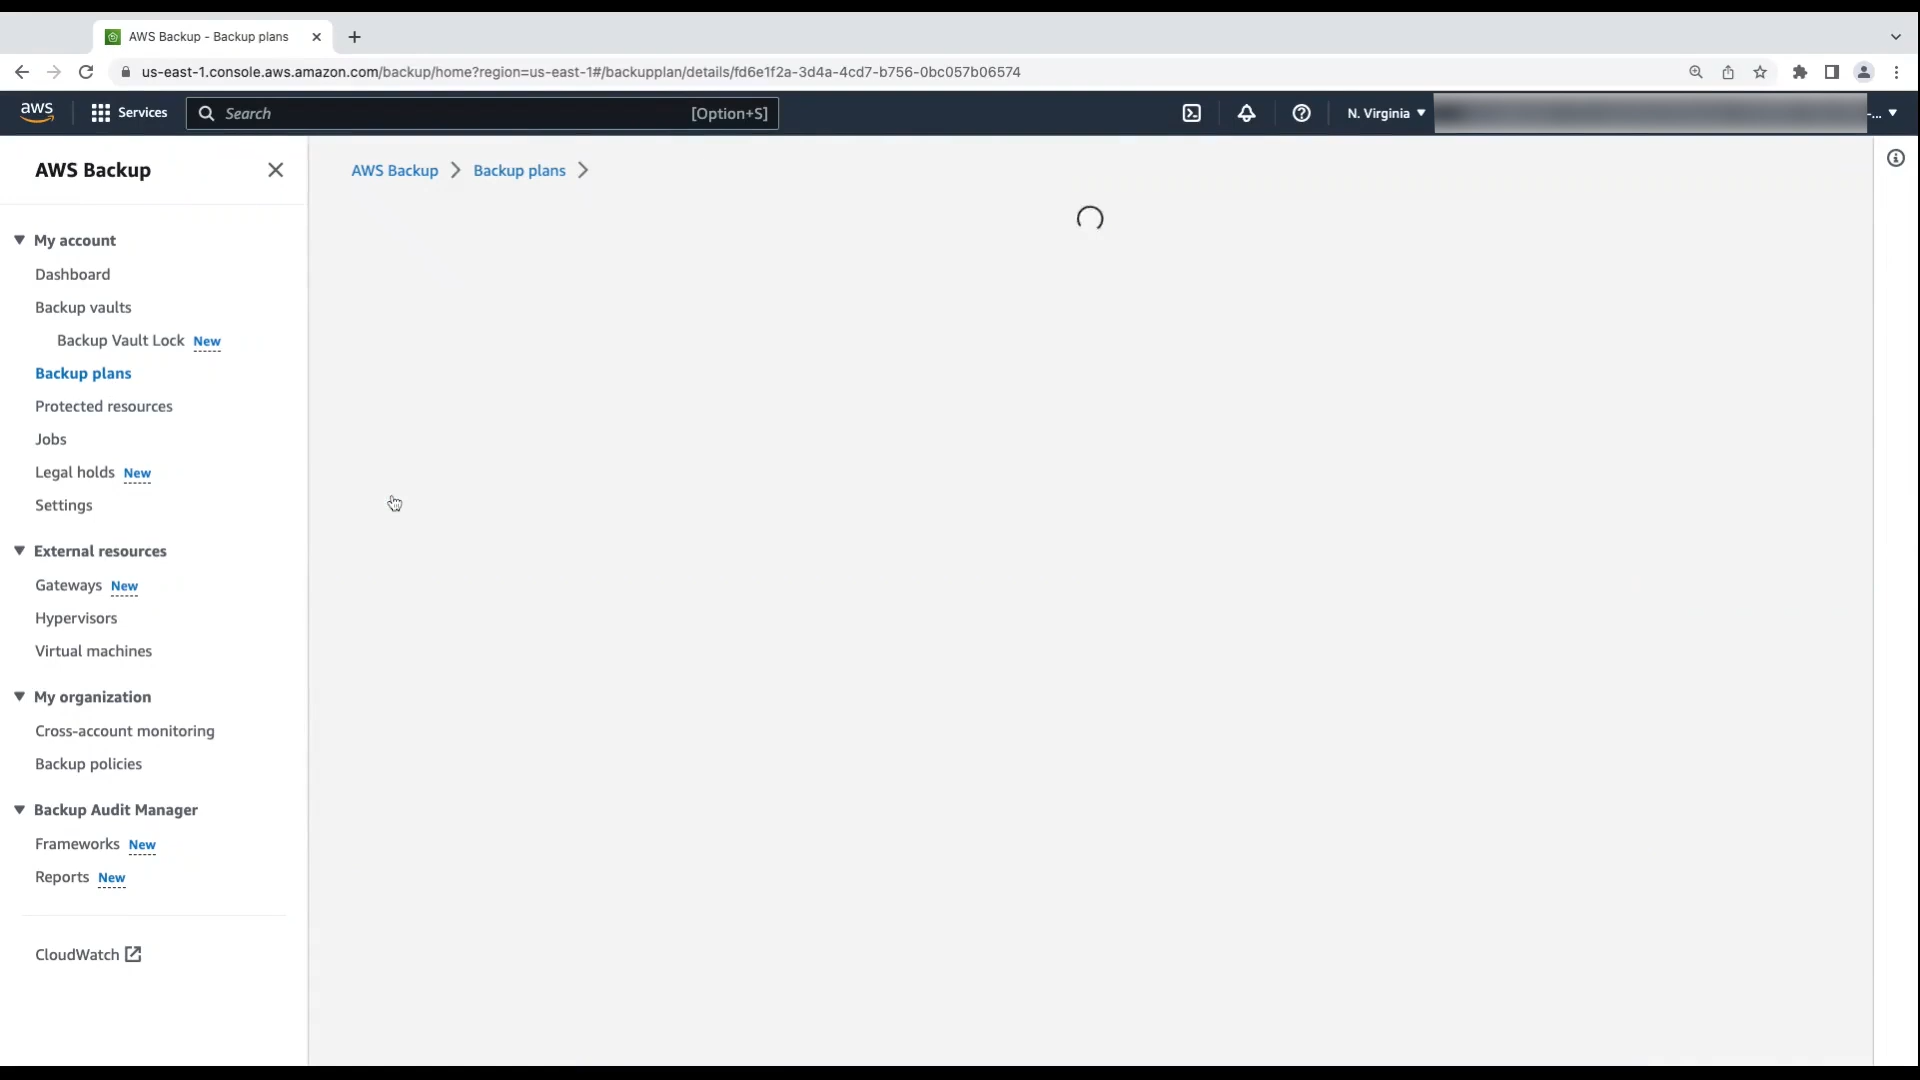 AWS Backup - Backup plans
us-east-1.console.aws.amazon.com/backup/home?region=us-east-1#/backupplan/details/fd6e1f2a-3d4a-4cd7-b756-0bc057b06574
aws Services Search [Option+S] N. Virginia -...
AWS Backup
AWS Backup Backup plans
My account
Dashboard
Backup vaults
Backup Vault Lock New
Backup plans
Protected resources
Jobs
Legal holds New
Settings
External resources
Gateways New
Hypervisors
Virtual machines
My organization
Cross-account monitoring
Backup policies
Backup Audit Manager
Frameworks New
Reports New
CloudWatch